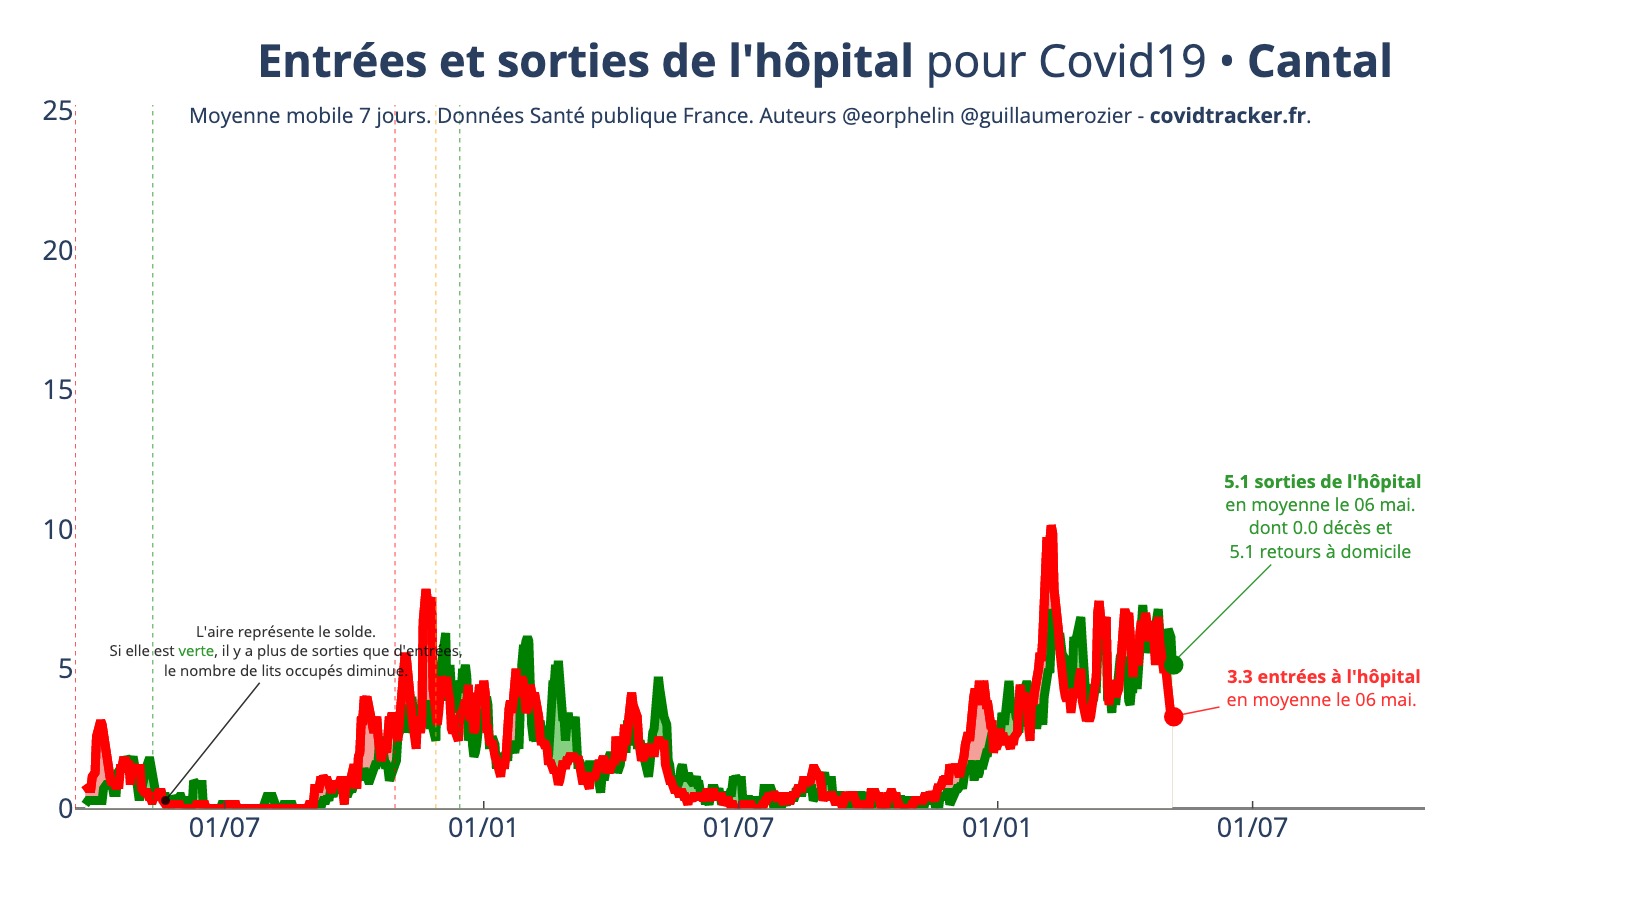 Entrées et sorties de l'hôpital pour Covid19 • Cantal
Moyenne mobile 7 jours. Données Santé publique France. Auteurs @eorphelin @guillaumerozier - covidtracker.fr.
25
20
15
10
5
0
5.1 sorties de l'hôpital
en moyenne le 06 mai.
dont 0.0 décès et
5.1 retours à domicile
L'aire représente le solde.
Si elle est verte, il y a plus de sorties que d'entrées,
le nombre de lits occupés diminue.
3.3 entrées à l'hôpital
en moyenne le 06 mai.
01/07 01/01 01/07 01/01 01/07